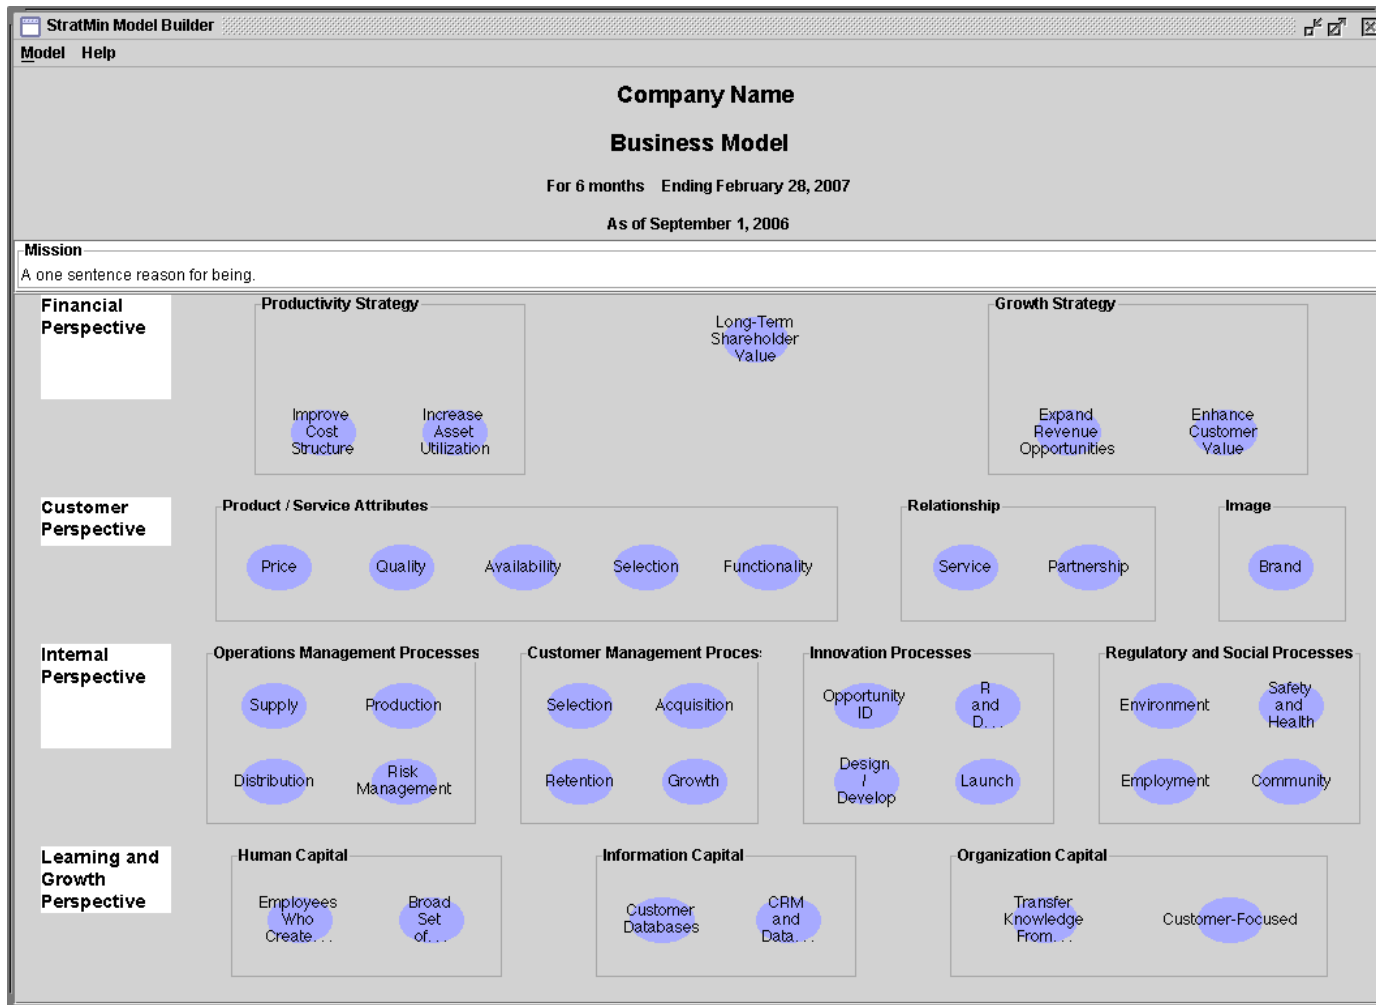 StratMin Model Builder
Model Help
Company Name
Business Model
For 6 months Ending February 28, 2007
As of September 1, 2006
Mission
A one sentence reason for being.
Financial
Perspective
Productivity Strategy
Long-Term
Shareholder
Value
Growth Strategy
Improve
Cost
Structure
Increase
Asset
Utilization
Expand
Revenue
Opportunities
Enhance
Customer
Value
Customer
Perspective
Product / Service Attributes
Price
Quality
Availability
Selection
Functionality
Relationship
Service
Partnership
Image
Brand
Internal
Perspective
Operations Management Processes
Supply
Production
Distribution
Risk
Management
Customer Management Proces
Selection
Acquisition
Retention
Growth
Innovation Processes
Opportunity
ID
R
and
D...
Design
/
Develop
Launch
Regulatory and Social Processes
Environment
Safety
and
Health
Employment
Community
Learning and
Growth
Perspective
Human Capital
Employees
Who
Create...
Broad
Set
of...
Information Capital
Customer
Databases
CRM
and
Data...
Organization Capital
Transfer
Knowledge
From...
Customer-Focused